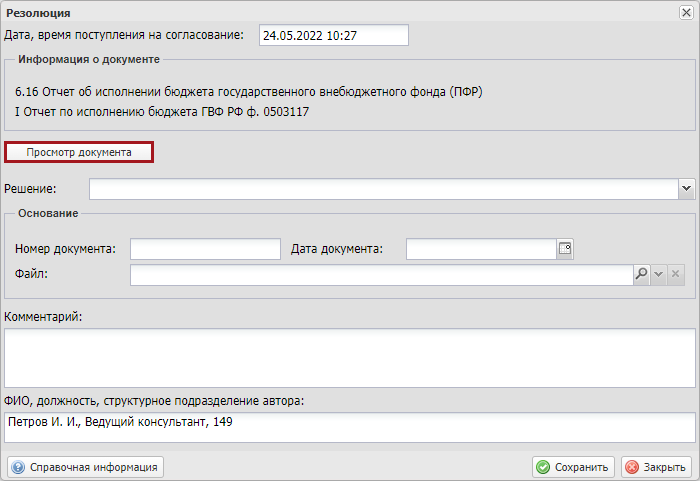 Резолюция
Дата, время поступления на согласование: 24.05.2022 10:27
Информация о документе
6.16 Отчет об исполнении бюджета государственного внебюджетного фонда (ПФР)
I Отчет по исполнению бюджета ГВФ РФ ф. 0503117
Просмотр документа
Решение:
Основание
Номер документа: Дата документа:
Файл:
Комментарий:
ФИО, должность, структурное подразделение автора:
Петров И. И., Ведущий консультант, 149
Справочная информация Сохранить Закрыть